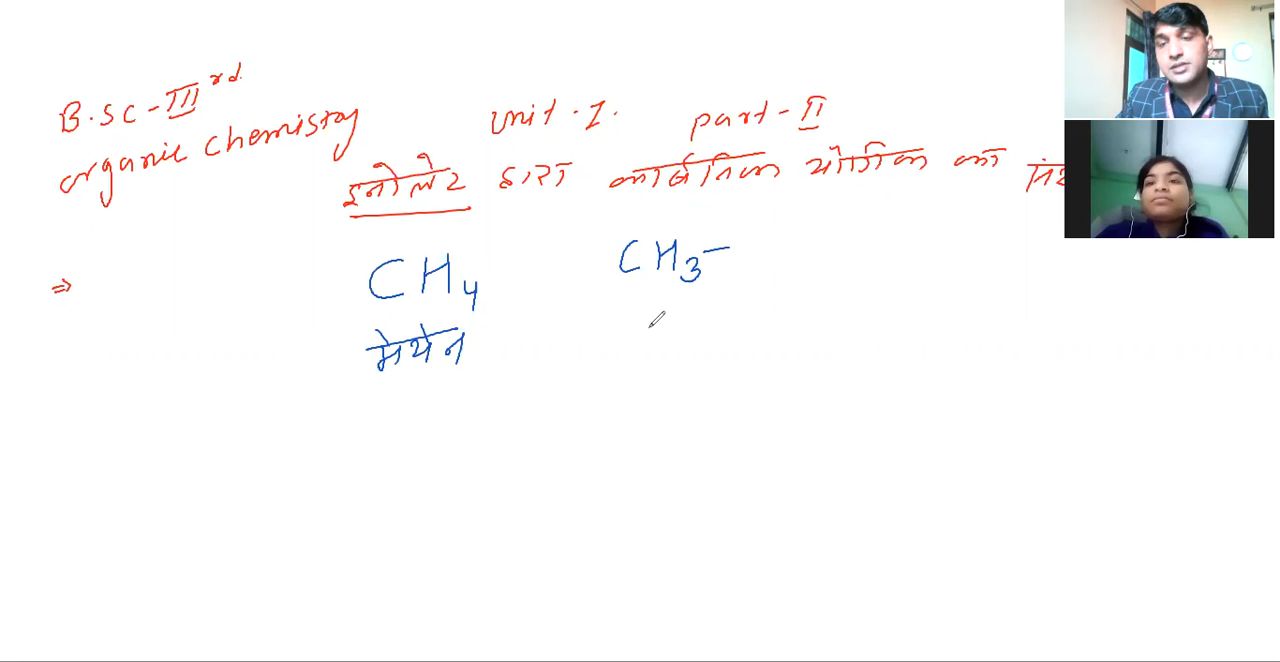 B.SC-III rd.
organic chemistry unit-I. part-II
इनोलेट द्वारा कार्बनिक यौगिक का
⇒ CH4 CH3-
मेथेन